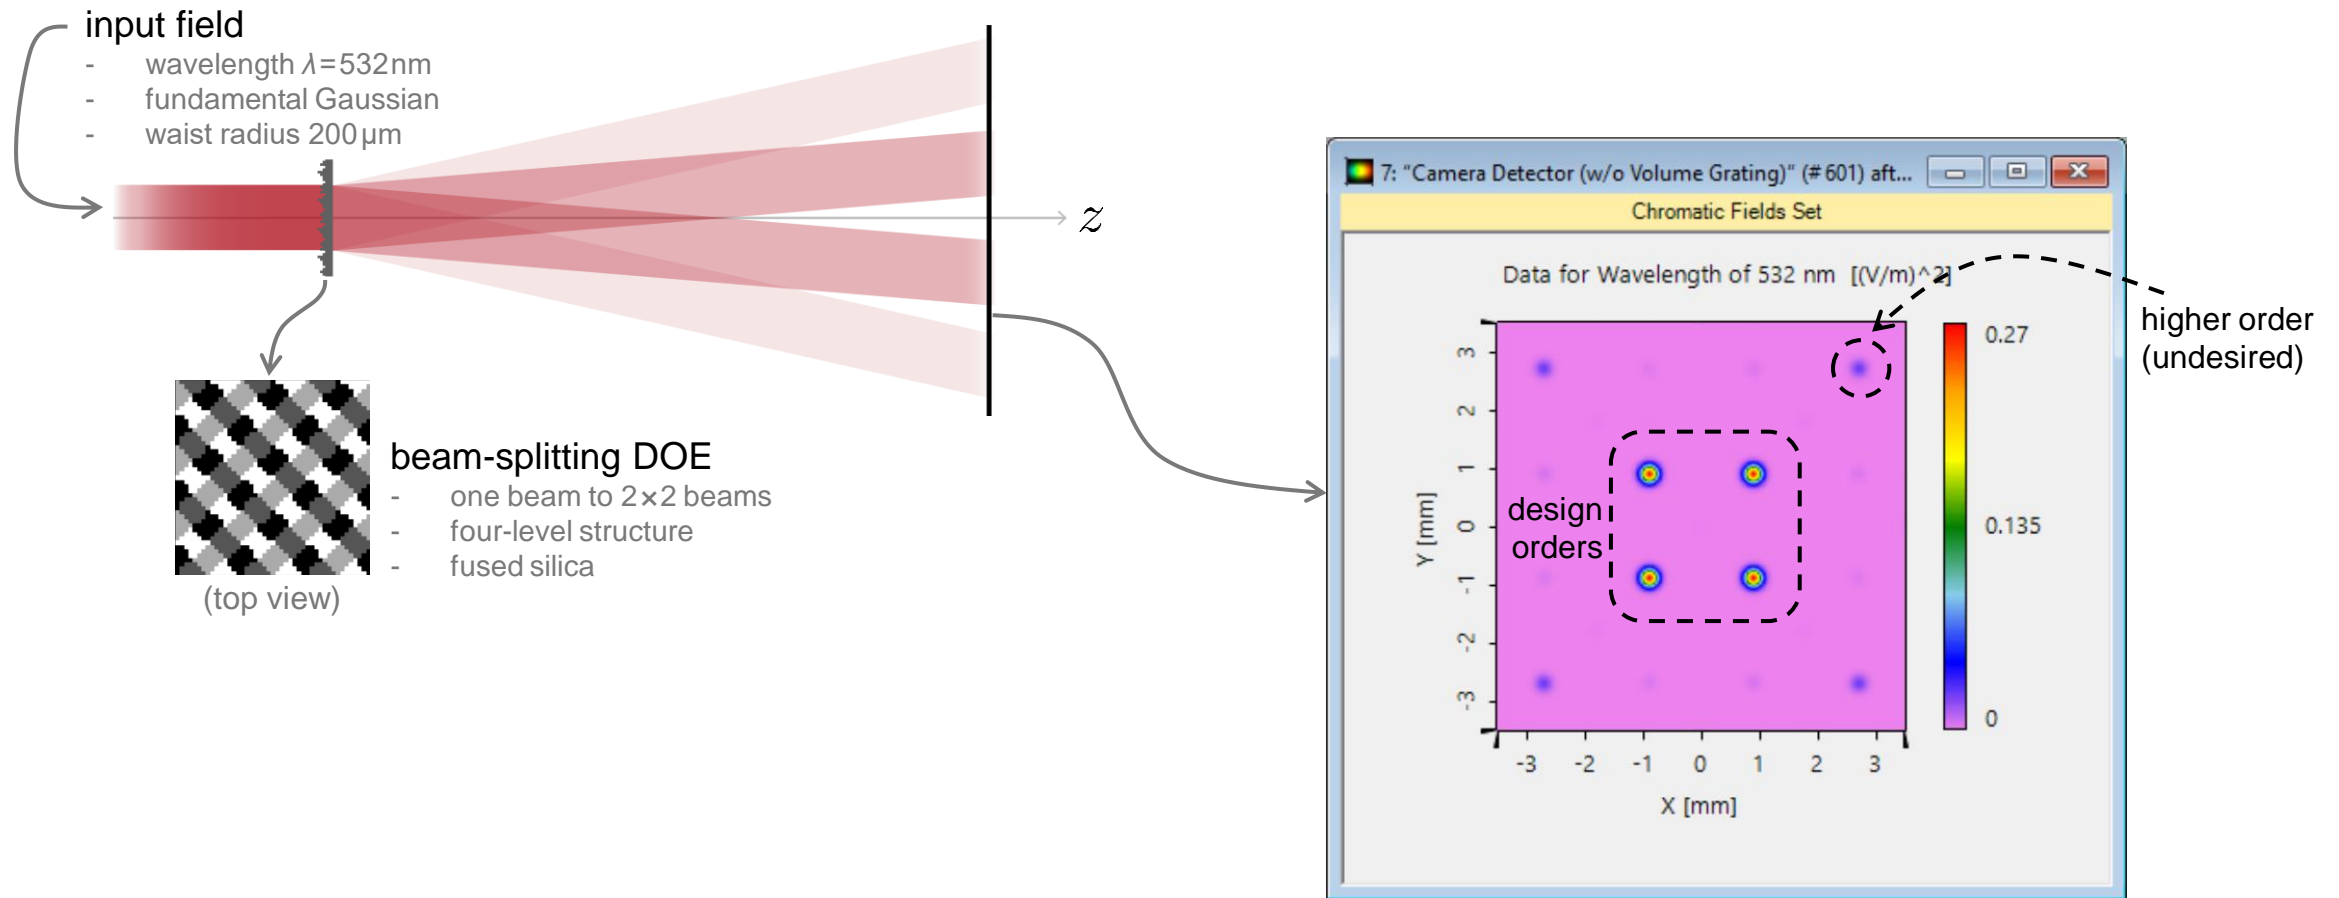 input field
- wavelength λ=532nm
- fundamental Gaussian
- waist radius 200µm
z
beam-splitting DOE
- one beam to 2×2 beams
- four-level structure
- fused silica
(top view)
7: "Camera Detector (w/o Volume Grating)" (# 601) aft...
Chromatic Fields Set
Data for Wavelength of 532 nm [(V/m)^2]
higher order
(undesired)
design
orders
Y [mm]
3
2
1
0
-1
-2
-3
-3 -2 -1 0 1 2 3
X [mm]
0.27
0.135
0